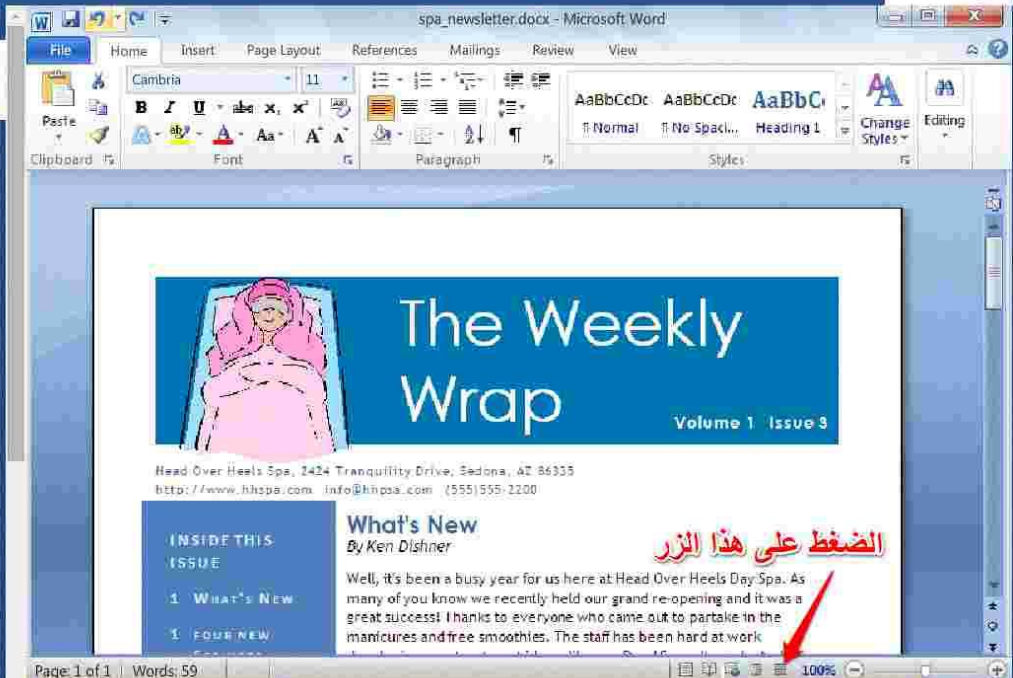 spa_newsletter.docx - Microsoft Word
File Home Insert Page Layout References Mailings Review View
Cambria 11
Paste
B I U abc x₂ x²
Aa A A
AaBbCcDc AaBbCcDc AaBbC
¶ Normal ¶ No Spaci... Heading 1
Change Styles
Editing
Clipboard Font Paragraph Styles
The Weekly
Wrap
Volume 1 Issue 3
Head Over Heels Spa, 2424 Tranquility Drive, Sedona, AZ 86335
http://www.hhspa.com info@hhpsa.com (555)555-2200
INSIDE THIS
ISSUE
1 WHAT'S NEW
1 FOUR NEW
What's New
By Ken Dishner
الضغط على هذا الزر
Well, it's been a busy year for us here at Head Over Heels Day Spa. As
many of you know we recently held our grand re-opening and it was a
great success! Thanks to everyone who came out to partake in the
manicures and free smoothies. The staff has been hard at work
Page: 1 of 1 Words: 59 100%